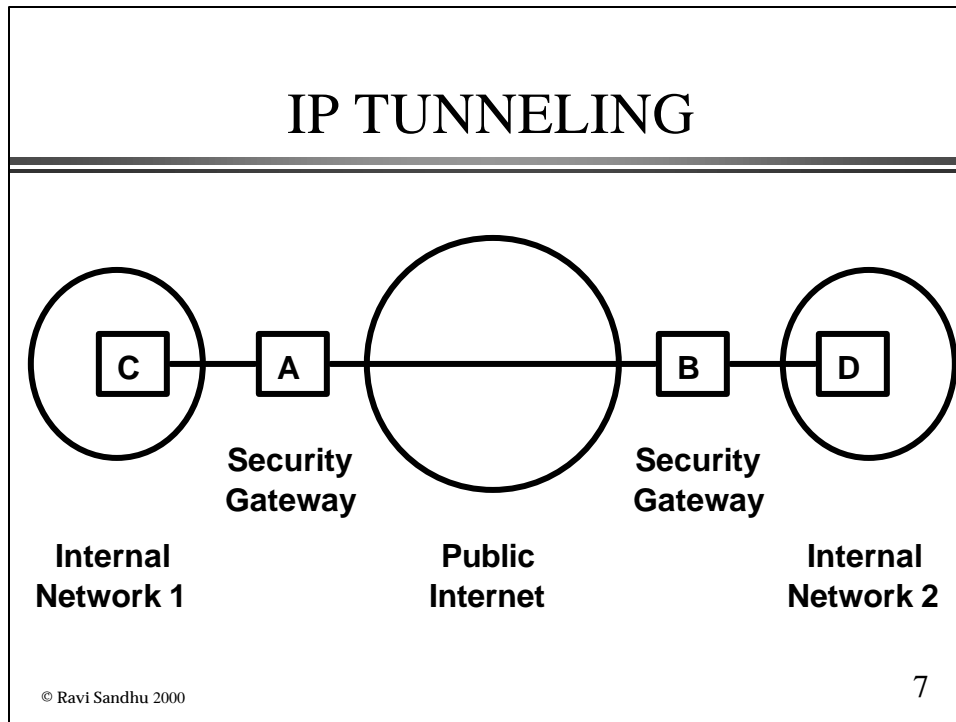 IP TUNNELING
C
A
B
D
Security
Gateway
Security
Gateway
Internal
Network 1
Public
Internet
Internal
Network 2
© Ravi Sandhu 2000
7